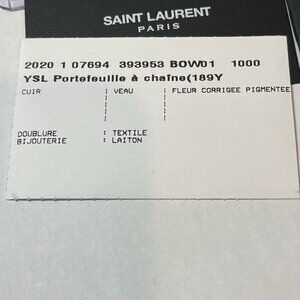 SAINT LAURENT
PARIS
2020 1 07694 393953 BOW01 1000
YSL Portefeuille à chaîne(189Y
CUIR | VEAU | FLEUR CORRIGEE PIGMENTEE
DOUBLURE : TEXTILE
BIJOUTERIE : LAITON